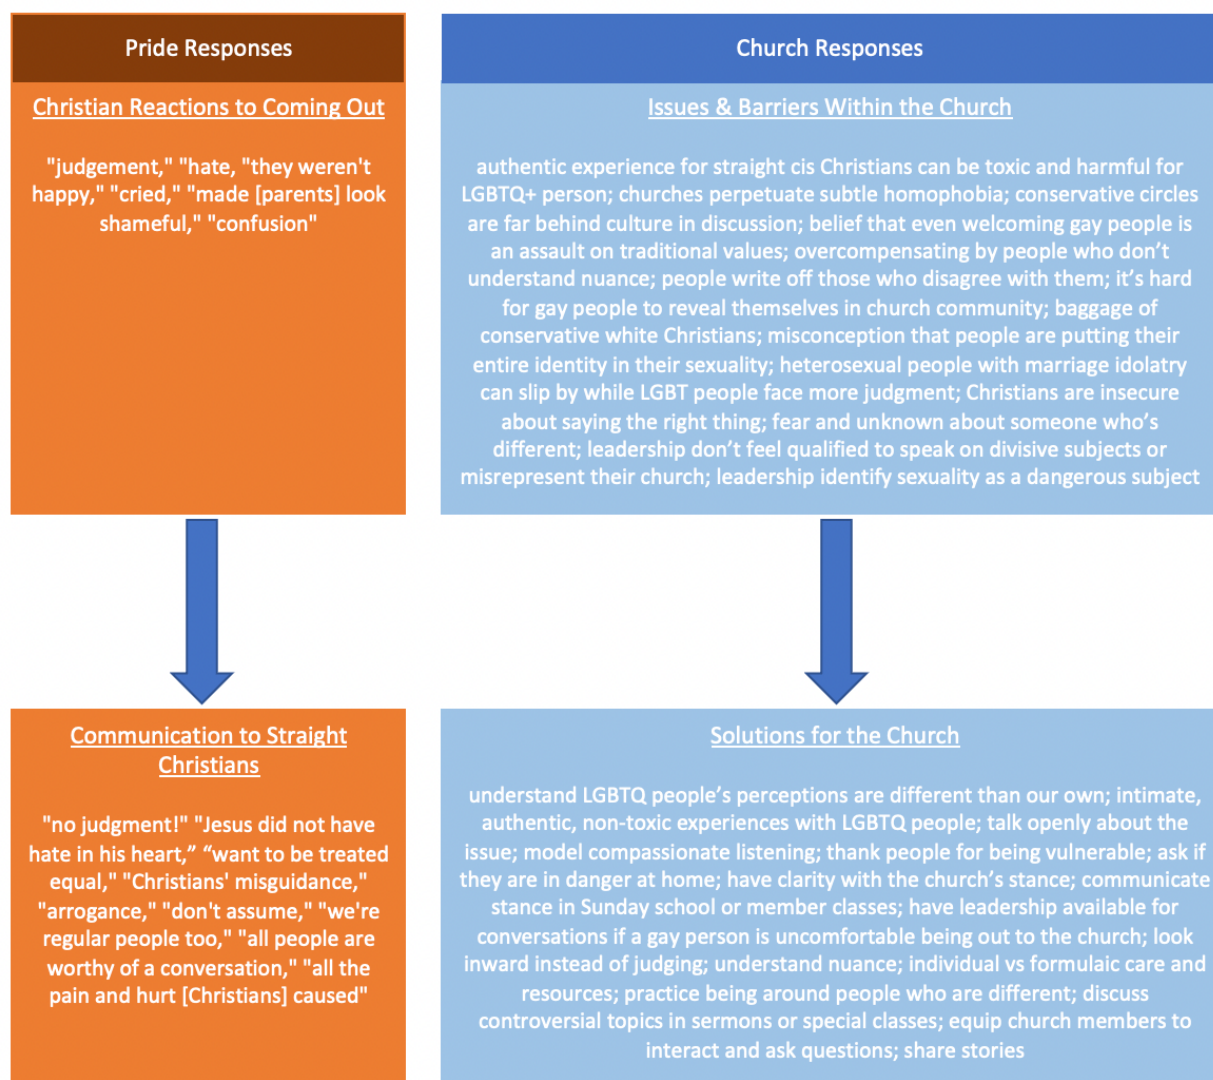 Pride Responses
Christian Reactions to Coming Out
"judgement," "hate, "they weren't
happy," "cried," "made [parents] look
shameful," "confusion"
Church Responses
Issues & Barriers Within the Church
authentic experience for straight cis Christians can be toxic and harmful for
LGBTQ+ person; churches perpetuate subtle homophobia; conservative circles
are far behind culture in discussion; belief that even welcoming gay people is
an assault on traditional values; overcompensating by people who don’t
understand nuance; people write off those who disagree with them; it’s hard
for gay people to reveal themselves in church community; baggage of
conservative white Christians; misconception that people are putting their
entire identity in their sexuality; heterosexual people with marriage idolatry
can slip by while LGBT people face more judgment; Christians are insecure
about saying the right thing; fear and unknown about someone who’s
different; leadership don’t feel qualified to speak on divisive subjects or
misrepresent their church; leadership identify sexuality as a dangerous subject
Communication to Straight
Christians
"no judgment!" "Jesus did not have
hate in his heart,” “want to be treated
equal," "Christians' misguidance,"
"arrogance," "don't assume," "we're
regular people too," "all people are
worthy of a conversation," "all the
pain and hurt [Christians] caused"
Solutions for the Church
understand LGBTQ people’s perceptions are different than our own; intimate,
authentic, non-toxic experiences with LGBTQ people; talk openly about the
issue; model compassionate listening; thank people for being vulnerable; ask if
they are in danger at home; have clarity with the church’s stance; communicate
stance in Sunday school or member classes; have leadership available for
conversations if a gay person is uncomfortable being out to the church; look
inward instead of judging; understand nuance; individual vs formulaic care and
resources; practice being around people who are different; discuss
controversial topics in sermons or special classes; equip church members to
interact and ask questions; share stories